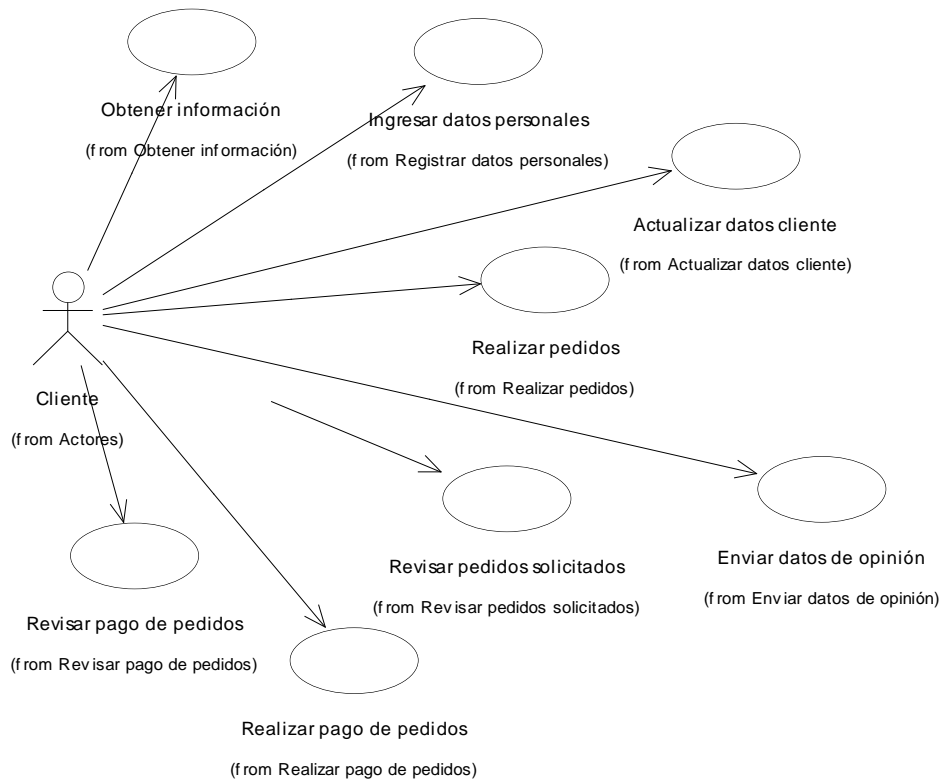 Obtener información
(from Obtener información)
Ingresar datos personales
(from Registrar datos personales)
Actualizar datos cliente
(from Actualizar datos cliente)
Realizar pedidos
(from Realizar pedidos)
Cliente
(from Actores)
Revisar pedidos solicitados
(from Revisar pedidos solicitados)
Enviar datos de opinión
(from Enviar datos de opinión)
Revisar pago de pedidos
(from Revisar pago de pedidos)
Realizar pago de pedidos
(from Realizar pago de pedidos)